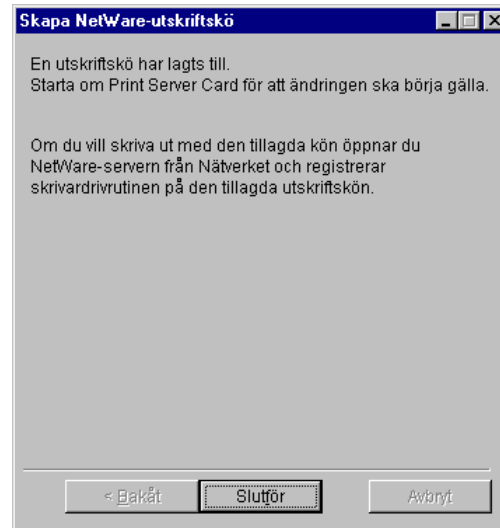 Skapa NetWare-utskriftskö
En utskriftskö har lagts till.
Starta om Print Server Card för att ändringen ska börja gälla.
Om du vill skriva ut med den tillagda kön öppnar du
NetWare-servern från Nätverket och registrerar
skrivardrivrutinen på den tillagda utskriftskön.
< Bakåt
Slutför
Avbryt